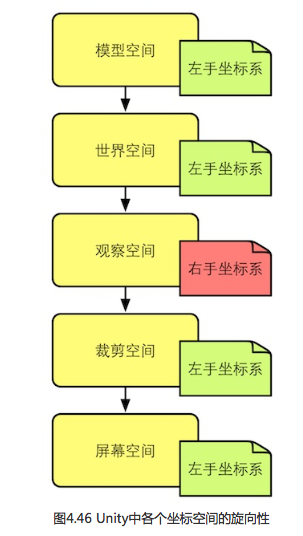 模型空间
左手坐标系
世界空间
左手坐标系
观察空间
右手坐标系
裁剪空间
左手坐标系
屏幕空间
左手坐标系
图4.46 Unity中各个坐标空间的旋向性